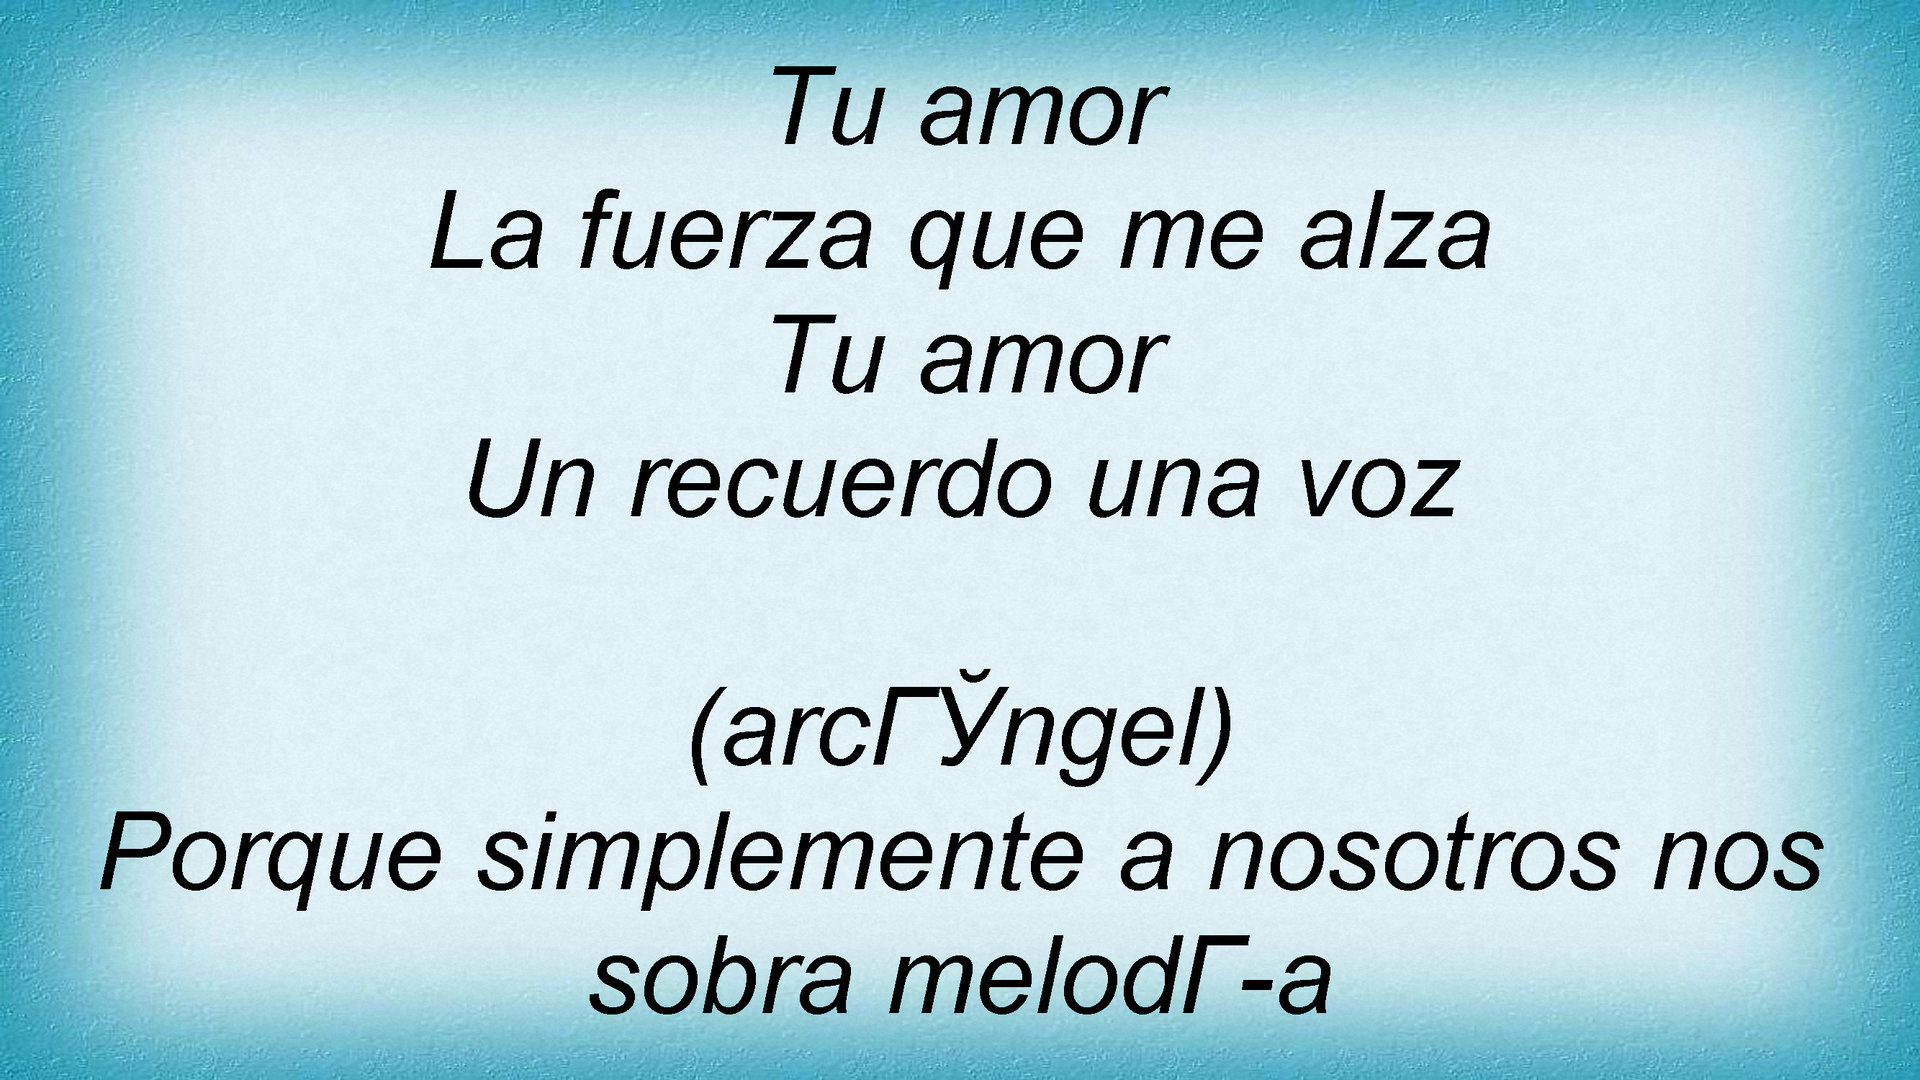 Tu amor
La fuerza que me alza
Tu amor
Un recuerdo una voz
(arcГЎngel)
Porque simplemente a nosotros nos
sobra melodГ-a